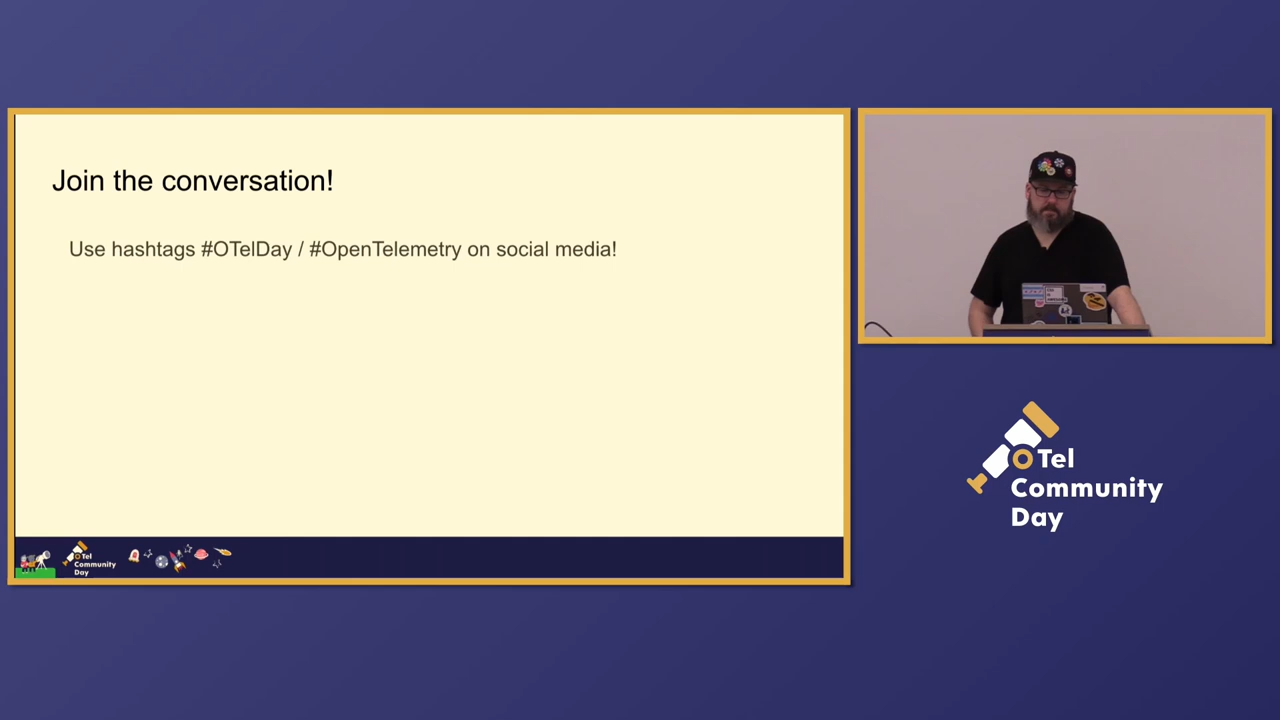 Join the conversation!
Use hashtags #OTelDay / #OpenTelemetry on social media!
OTel
Community
Day
OTel
Community
Day